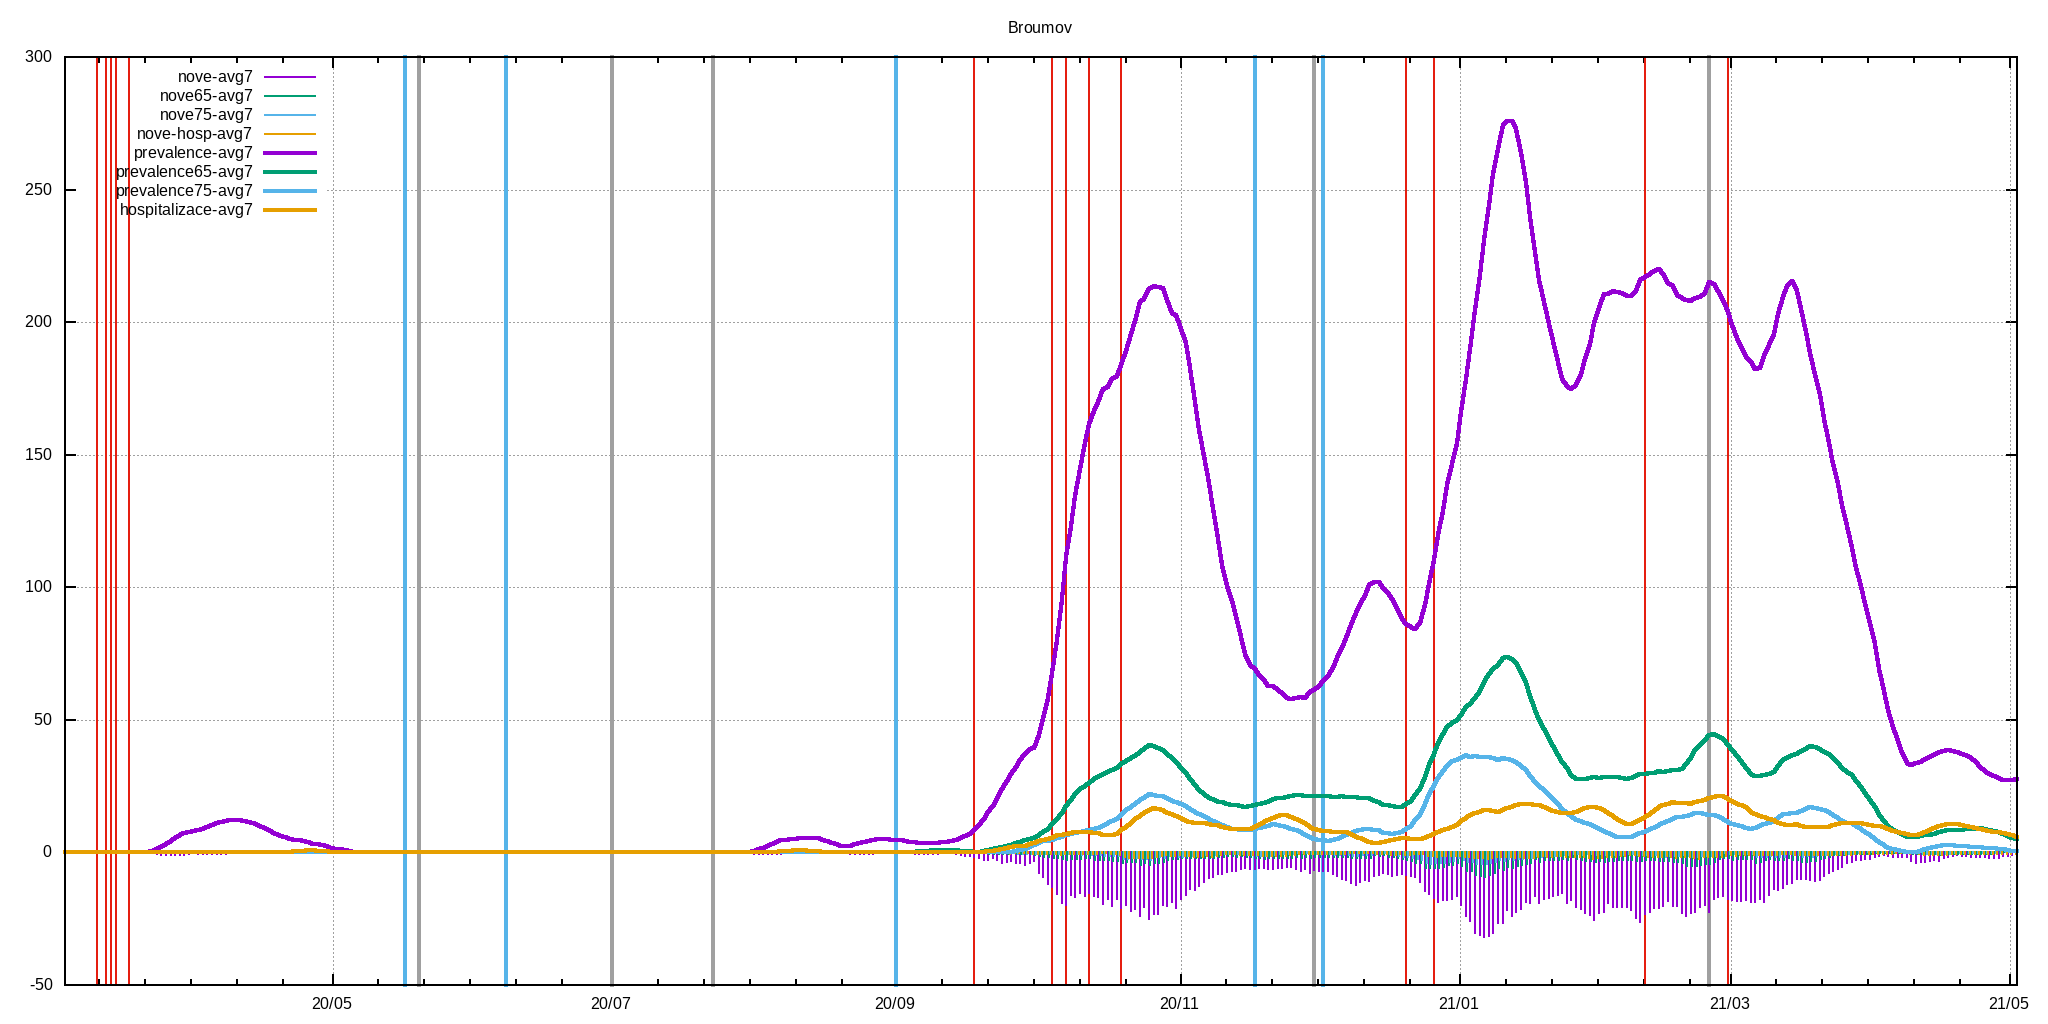 Broumov
300
250
200
150
100
50
0
-50
nove-avg7
nove65-avg7
nove75-avg7
nove-hosp-avg7
prevalence-avg7
prevalence65-avg7
prevalence75-avg7
hospitalizace-avg7
20/05 20/07 20/09 20/11 21/01 21/03 21/05